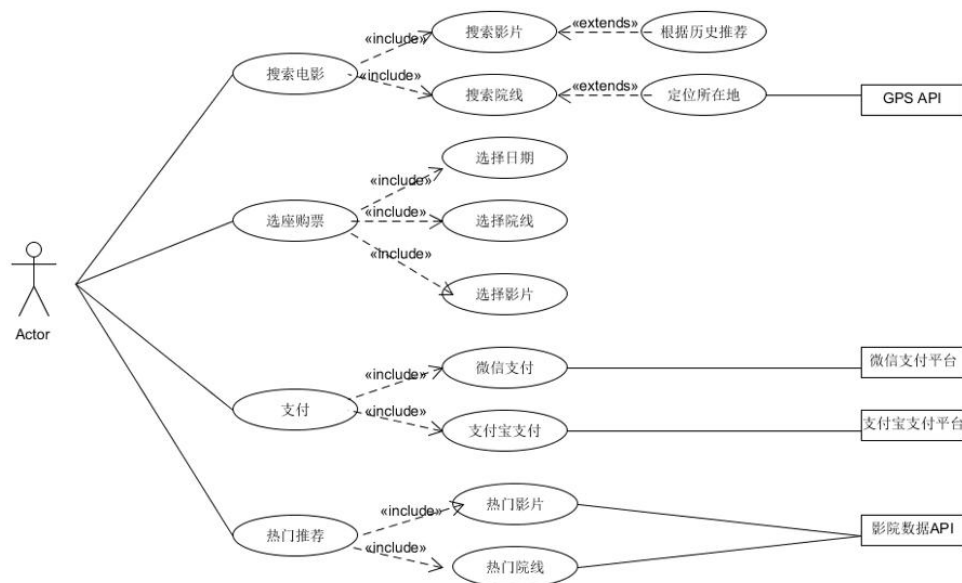 搜索影片
«extends»
根据历史推荐
«include»
搜索电影
«include»
搜索院线
«extends»
定位所在地
GPS API
选择日期
«include»
选座购票
«include»
选择院线
«include»
选择影片
Actor
微信支付
微信支付平台
«include»
支付
«include»
支付宝支付
支付宝支付平台
热门影片
«include»
热门推荐
影院数据API
«include»
热门院线